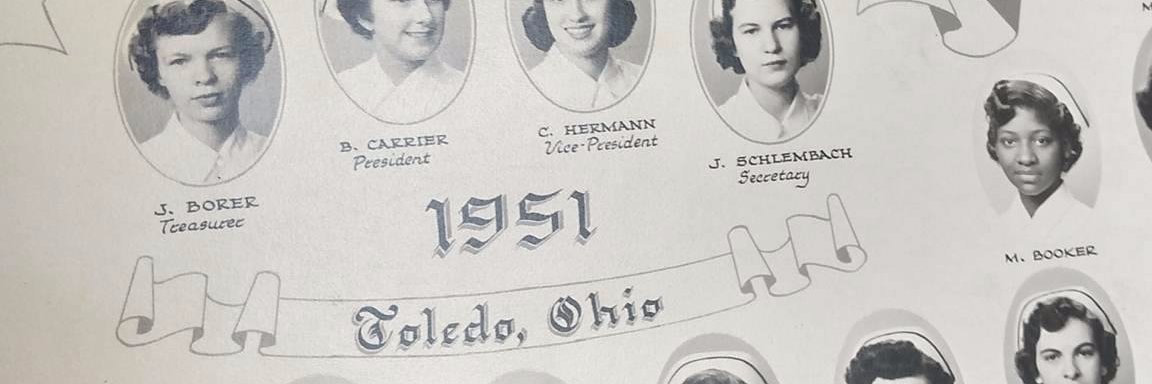 B. CARRIER
President
C. HERMANN
Vice-President
J. SCHLEMBACH
Secretary
J. BORER
Treasurer
1951
M. BOOKER
Toledo, Ohio